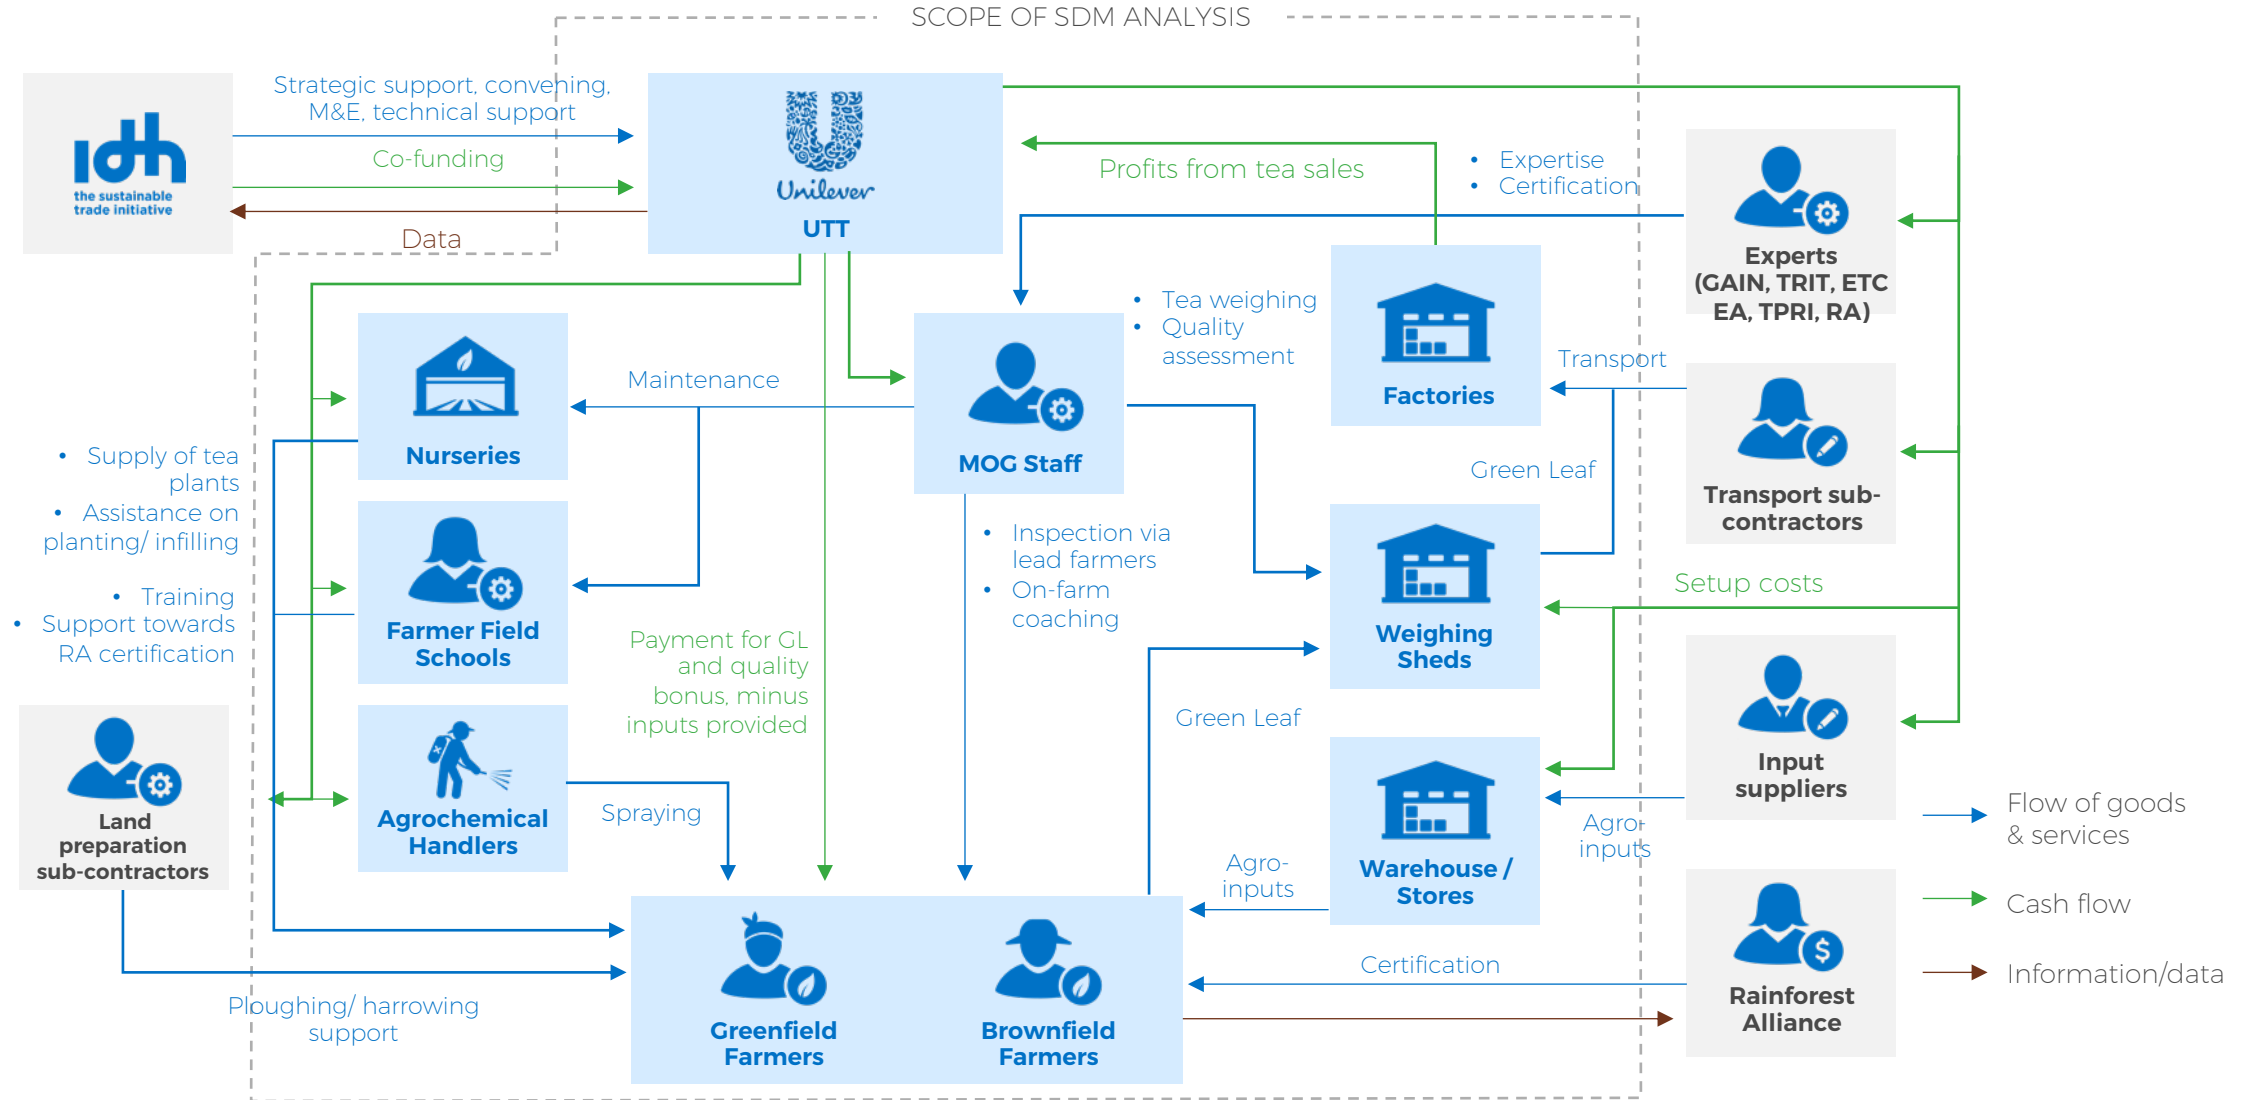 SCOPE OF SDM ANALYSIS
idh
the sustainable
trade initiative
Strategic support, convening,
M&E, technical support
Co-funding
Data
Unilever
UTT
Profits from tea sales
• Expertise
• Certification
Experts
(GAIN, TRIT, ETC
EA, TPRI, RA)
Nurseries
Maintenance
MOG Staff
• Tea weighing
• Quality
assessment
Factories
Transport
Transport sub-
contractors
Green Leaf
• Supply of tea
plants
• Assistance on
planting/ infilling
• Training
• Support towards
RA certification
Farmer Field
Schools
• Inspection via
lead farmers
• On-farm
coaching
Weighing
Sheds
Setup costs
Payment for GL
and quality
bonus, minus
inputs provided
Green Leaf
Input
suppliers
Land
preparation
sub-contractors
Agrochemical
Handlers
Spraying
Warehouse /
Stores
Agro-
inputs
Agro-
inputs
Flow of goods
& services
Cash flow
Information/data
Certification
Rainforest
Alliance
$
Ploughing/ harrowing
support
Greenfield
Farmers
Brownfield
Farmers